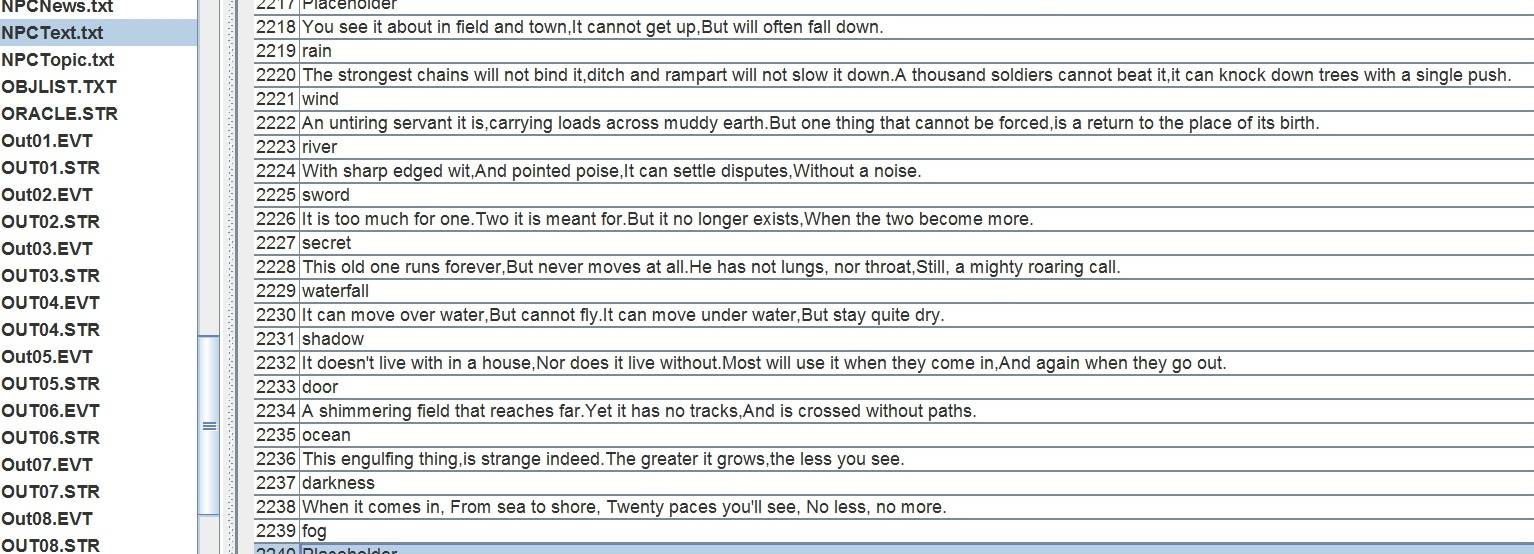 NPCNews.txt
NPCText.txt
NPCTopic.txt
OBJLIST.TXT
ORACLE.STR
Out01.EVT
OUT01.STR
Out02.EVT
OUT02.STR
Out03.EVT
OUT03.STR
OUT04.EVT
OUT04.STR
Out05.EVT
OUT05.STR
OUT06.EVT
OUT06.STR
Out07.EVT
OUT07.STR
Out08.EVT
OUT08.STR
2217 Placeholder
2218 You see it about in field and town,It cannot get up,But will often fall down.
2219 rain
2220 The strongest chains will not bind it,ditch and rampart will not slow it down.A thousand soldiers cannot beat it,it can knock down trees with a single push.
2221 wind
2222 An untiring servant it is,carrying loads across muddy earth.But one thing that cannot be forced,is a return to the place of its birth.
2223 river
2224 With sharp edged wit,And pointed poise,It can settle disputes,Without a noise.
2225 sword
2226 It is too much for one.Two it is meant for.But it no longer exists,When the two become more.
2227 secret
2228 This old one runs forever,But never moves at all.He has not lungs, nor throat,Still, a mighty roaring call.
2229 waterfall
2230 It can move over water,But cannot fly.It can move under water,But stay quite dry.
2231 shadow
2232 It doesn't live with in a house,Nor does it live without.Most will use it when they come in,And again when they go out.
2233 door
2234 A shimmering field that reaches far.Yet it has no tracks,And is crossed without paths.
2235 ocean
2236 This engulfing thing,is strange indeed.The greater it grows,the less you see.
2237 darkness
2238 When it comes in, From sea to shore, Twenty paces you'll see, No less, no more.
2239 fog
2240 Placeholder